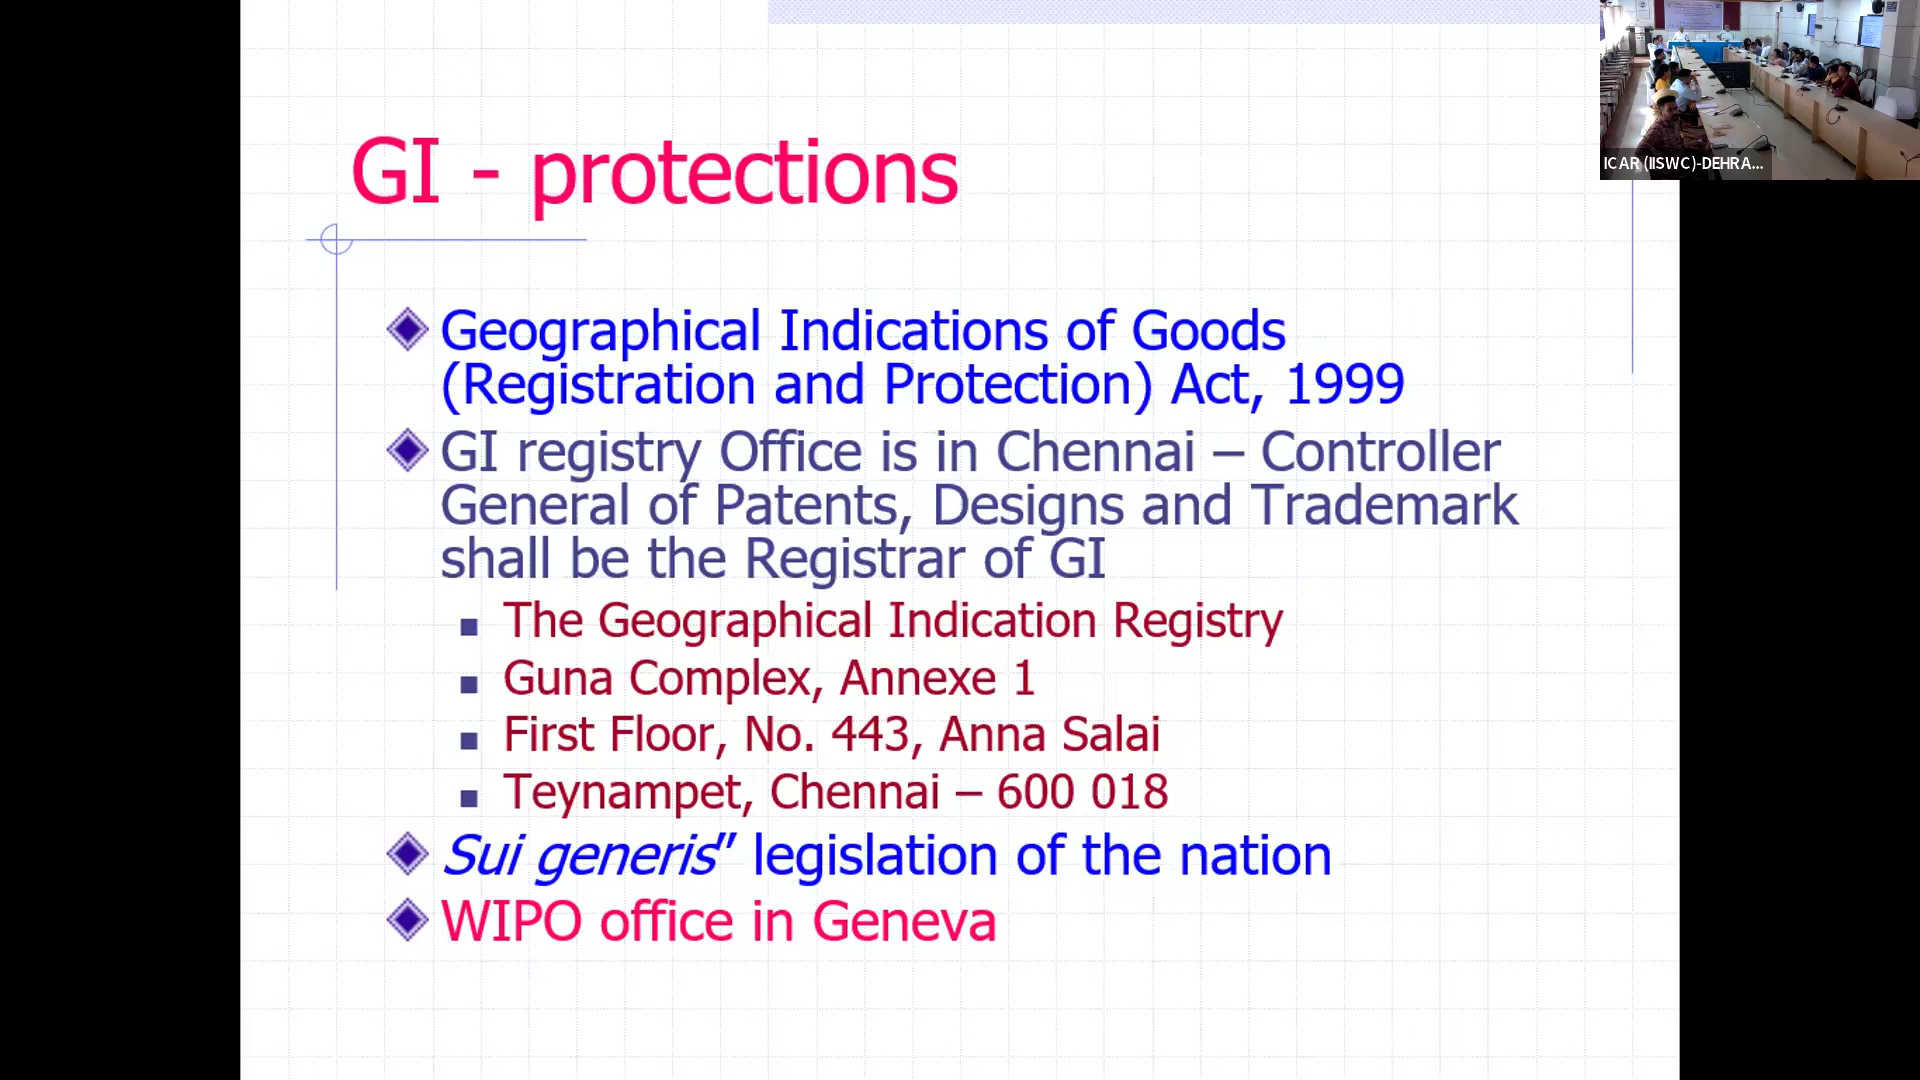 GI - protections
Geographical Indications of Goods
(Registration and Protection) Act, 1999
GI registry Office is in Chennai – Controller
General of Patents, Designs and Trademark
shall be the Registrar of GI
The Geographical Indication Registry
Guna Complex, Annexe 1
First Floor, No. 443, Anna Salai
Teynampet, Chennai – 600 018
Sui generis” legislation of the nation
WIPO office in Geneva
ICAR (IISWC)-DEHRA...